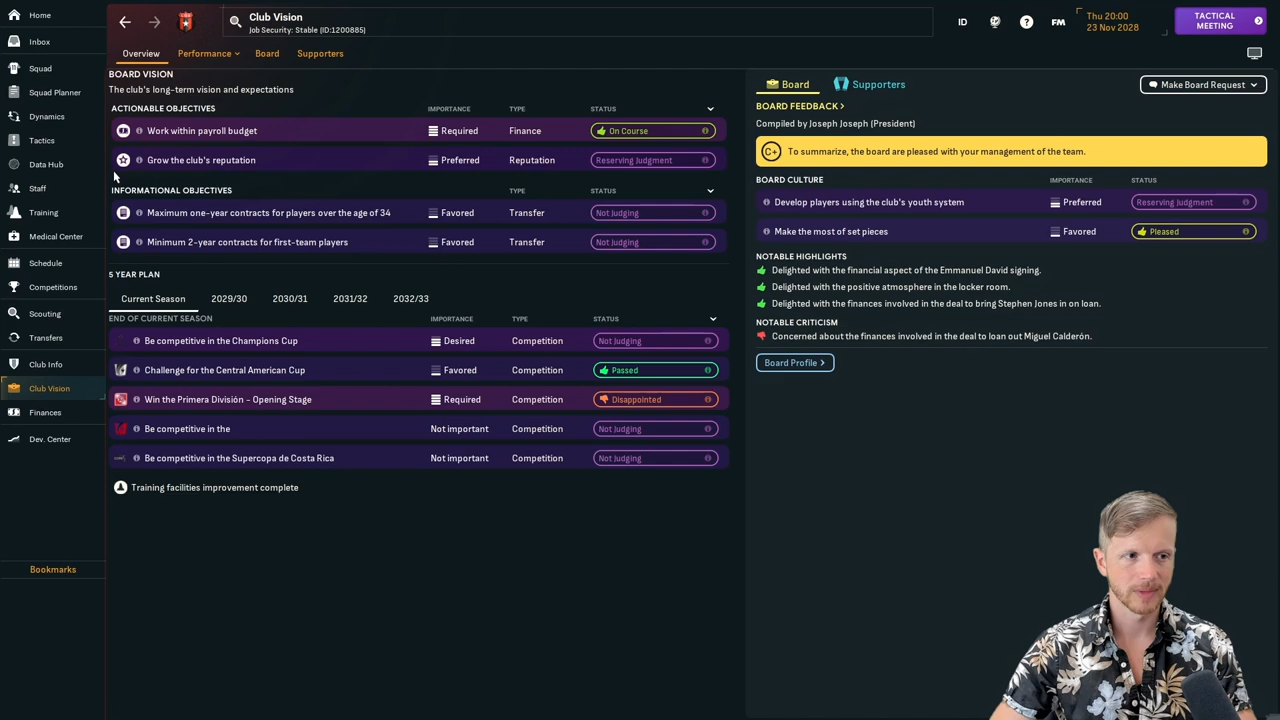 Home
Inbox
Squad
Squad Planner
Dynamics
Tactics
Data Hub
Staff
Training
Medical Center
Schedule
Competitions
Scouting
Transfers
Club Info
Club Vision
Finances
Dev. Center
Bookmarks
Club Vision
Job Security: Stable (ID:1200885)
ID
FM
Thu 20:00
23 Nov 2028
TACTICAL
MEETING
Overview Performance Board Supporters
BOARD VISION
The club's long-term vision and expectations
ACTIONABLE OBJECTIVES IMPORTANCE TYPE STATUS
Work within payroll budget Required Finance On Course
Grow the club's reputation Preferred Reputation Reserving Judgment
INFORMATIONAL OBJECTIVES TYPE STATUS
Maximum one-year contracts for players over the age of 34 Favored Transfer Not Judging
Minimum 2-year contracts for first-team players Favored Transfer Not Judging
5 YEAR PLAN
Current Season 2029/30 2030/31 2031/32 2032/33
END OF CURRENT SEASON IMPORTANCE TYPE STATUS
Be competitive in the Champions Cup Desired Competition Not Judging
Challenge for the Central American Cup Favored Competition Passed
Win the Primera División - Opening Stage Required Competition Disappointed
Be competitive in the Not important Competition Not Judging
Be competitive in the Supercopa de Costa Rica Not important Competition Not Judging
Training facilities improvement complete
Board Supporters Make Board Request
BOARD FEEDBACK >
Compiled by Joseph Joseph (President)
C+ To summarize, the board are pleased with your management of the team.
BOARD CULTURE IMPORTANCE STATUS
Develop players using the club's youth system Preferred Reserving Judgment
Make the most of set pieces Favored Pleased
NOTABLE HIGHLIGHTS
Delighted with the financial aspect of the Emmanuel David signing.
Delighted with the positive atmosphere in the locker room.
Delighted with the finances involved in the deal to bring Stephen Jones in on loan.
NOTABLE CRITICISM
Concerned about the finances involved in the deal to loan out Miguel Calderón.
Board Profile >